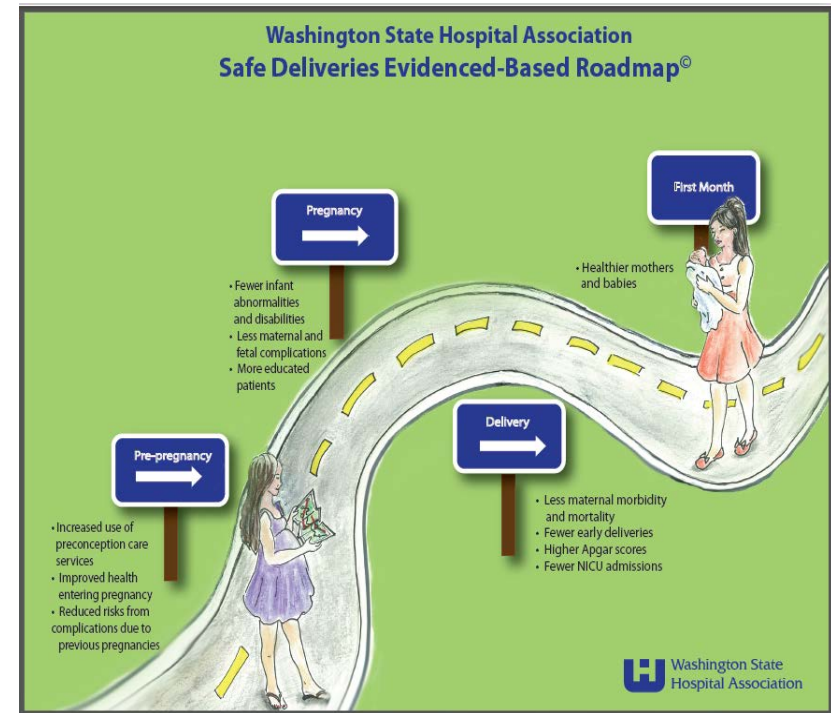 Washington State Hospital Association
Safe Deliveries Evidenced-Based Roadmap©
Pre-pregnancy
• Increased use of
preconception care
services
• Improved health
entering pregnancy
• Reduced risks from
complications due to
previous pregnancies
Pregnancy
• Fewer infant
abnormalities
and disabilities
• Less maternal and
fetal complications
• More educated
patients
Delivery
• Less maternal morbidity
and mortality
• Fewer early deliveries
• Higher Apgar scores
• Fewer NICU admissions
First Month
• Healthier mothers
and babies
Washington State
Hospital Association